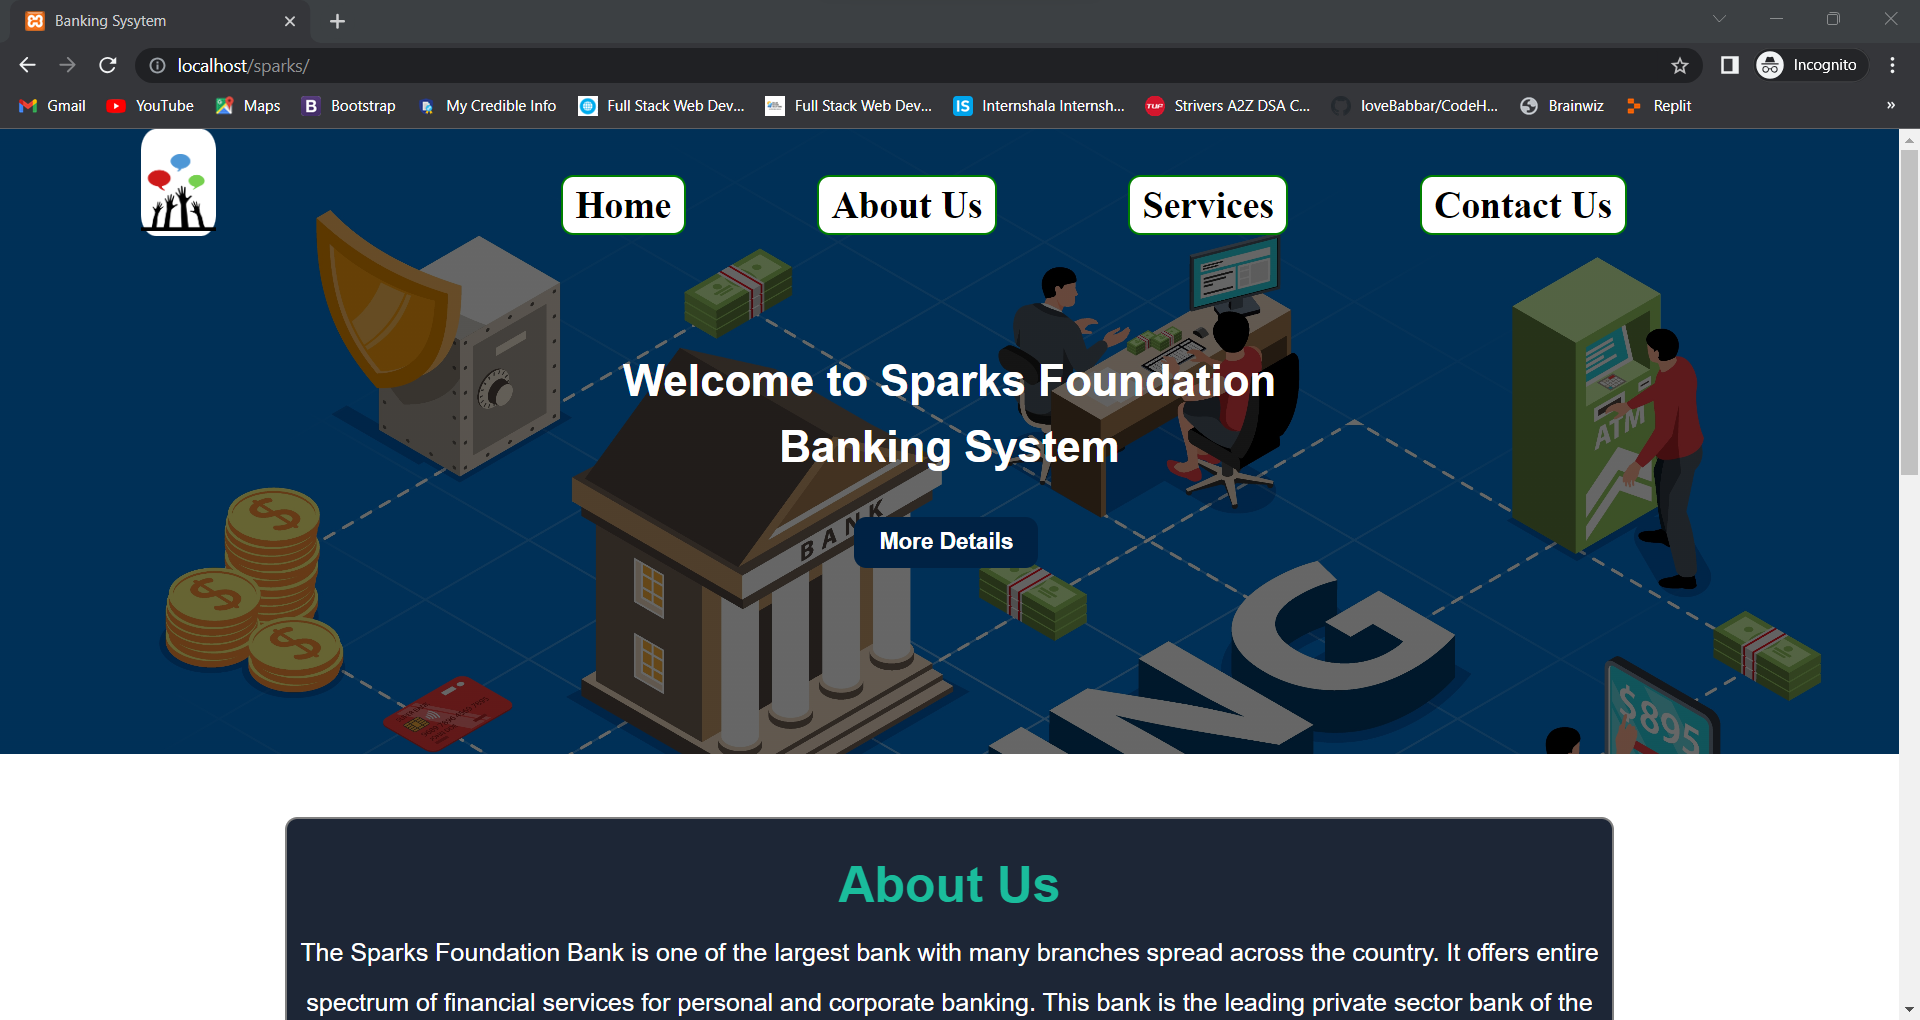 Banking Sysytem
localhost/sparks/
Incognito
Gmail YouTube Maps Bootstrap My Credible Info Full Stack Web Dev... Full Stack Web Dev... Internshala Internsh... Strivers A2Z DSA C... loveBabbar/CodeH... Brainwiz Replit »
Home About Us Services Contact Us
Welcome to Sparks Foundation
Banking System
More Details
BANK
ATM
NG
$895
About Us
The Sparks Foundation Bank is one of the largest bank with many branches spread across the country. It offers entire
spectrum of financial services for personal and corporate banking. This bank is the leading private sector bank of the